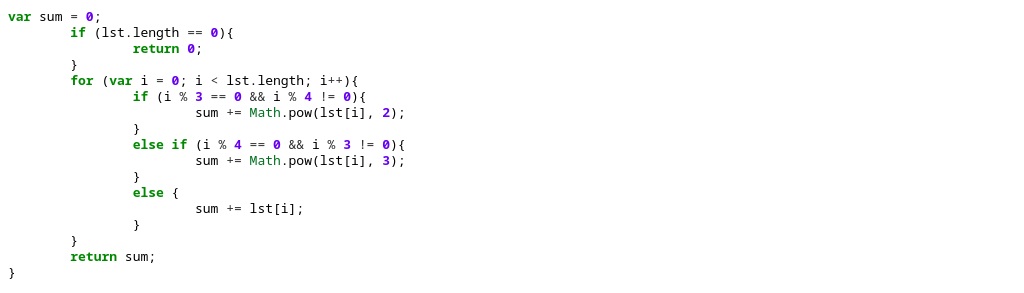 var sum = 0;
        if (lst.length == 0){
                return 0;
        }
        for (var i = 0; i < lst.length; i++){
                if (i % 3 == 0 && i % 4 != 0){
                        sum += Math.pow(lst[i], 2);
                }
                else if (i % 4 == 0 && i % 3 != 0){
                        sum += Math.pow(lst[i], 3);
                }
                else {
                        sum += lst[i];
                }
        }
        return sum;
}